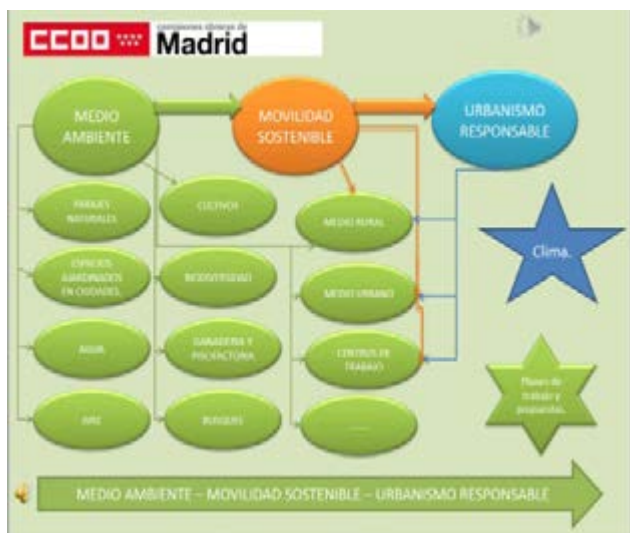 CCOO
comisiones obreras de
Madrid
MEDIO
AMBIENTE
MOVILIDAD
SOSTENIBLE
URBANISMO
RESPONSABLE
PARAJES
NATURALES
CULTIVOS
MEDIO RURAL
Clima.
ESPACIOS
AJARDINADOS
EN CIUDADES.
BIODIVERSIDAD
MEDIO URBANO
AGUA
GANADERIA Y
PISCIFACTORIA
CENTROS DE
TRABAJO
Planes de
trabajo y
propuestas.
AIRE
BOSQUES
MEDIO AMBIENTE – MOVILIDAD SOSTENIBLE – URBANISMO RESPONSABLE